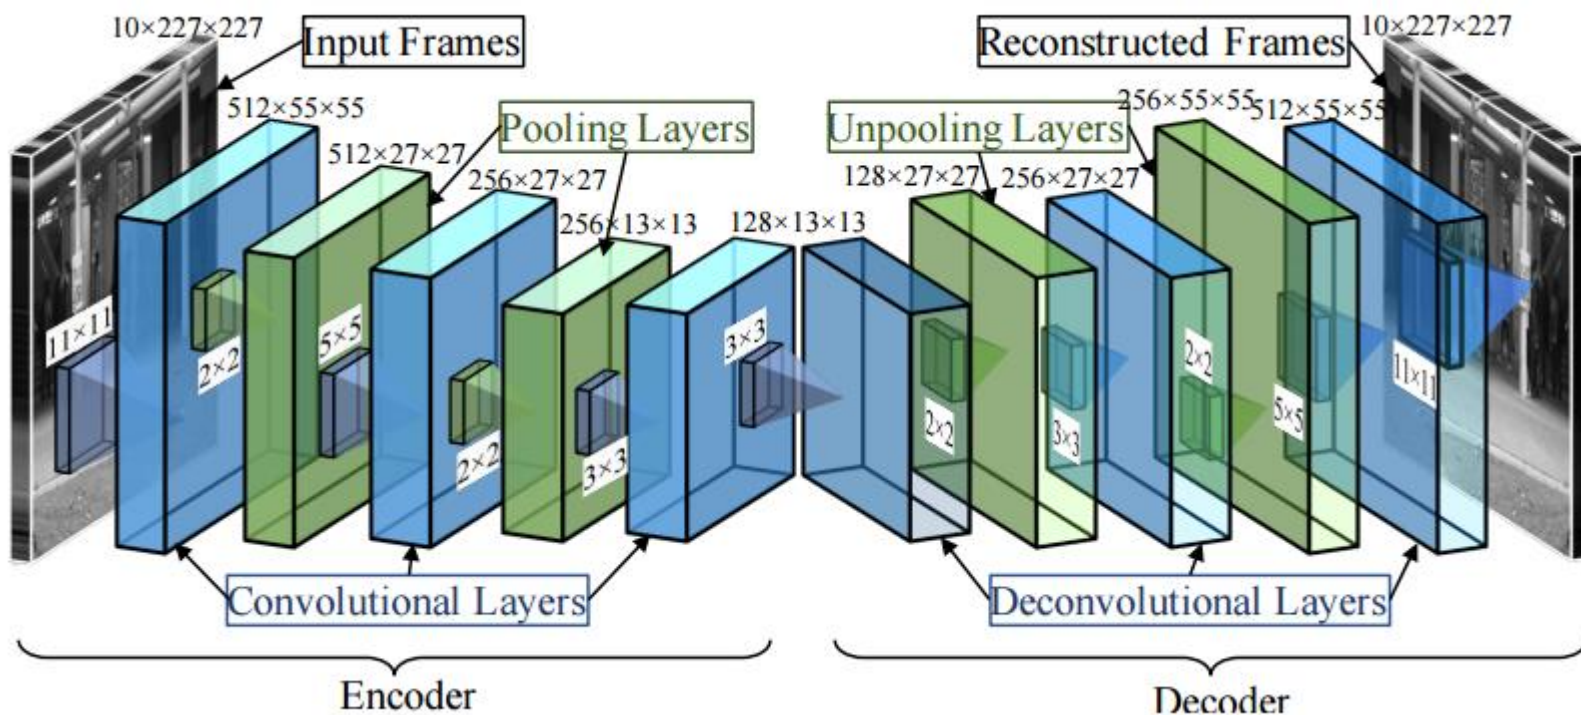 10×227×227
Input Frames
Reconstructed Frames
10×227×227
512×55×55
Pooling Layers
Unpooling Layers
256×55×55
512×55×55
512×27×27
256×27×27
128×27×27
256×27×27
256×13×13
128×13×13
11×11
2×2
5×5
2×2
3×3
3×3
2×2
3×3
2×2
5×5
11×11
Convolutional Layers
Deconvolutional Layers
Encoder
Decoder